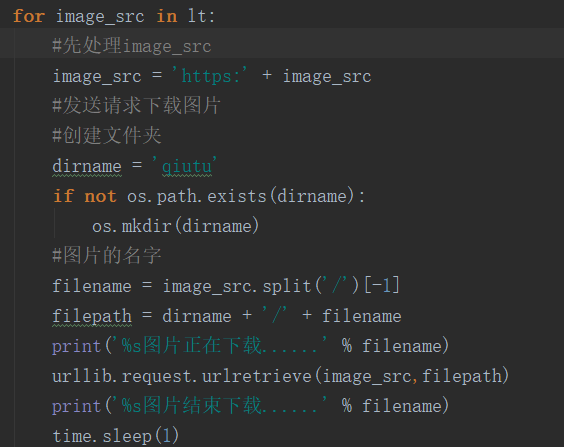 for image_src in lt:
#先处理image_src
image_src = 'https:' + image_src
#发送请求下载图片
#创建文件夹
dirname = 'qiutu'
if not os.path.exists(dirname):
os.mkdir(dirname)
#图片的名字
filename = image_src.split('/')[-1]
filepath = dirname + '/' + filename
print('%s图片正在下载......' % filename)
urllib.request.urlretrieve(image_src,filepath)
print('%s图片结束下载......' % filename)
time.sleep(1)